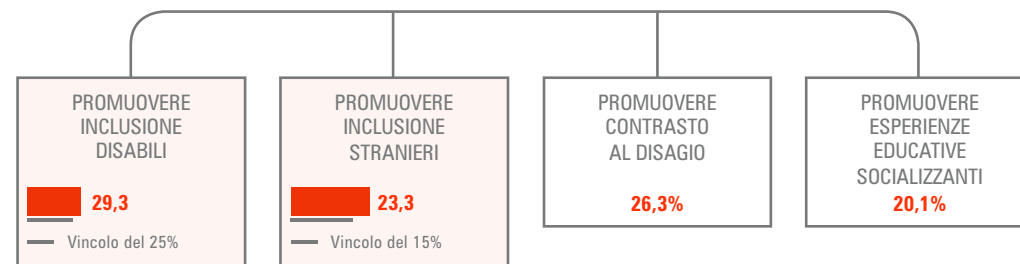 PROMUOVERE
INCLUSIONE
DISABILI
29,3
Vincolo del 25%
PROMUOVERE
INCLUSIONE
STRANIERI
23,3
Vincolo del 15%
PROMUOVERE
CONTRASTO
AL DISAGIO
26,3%
PROMUOVERE
ESPERIENZE
EDUCATIVE
SOCIALIZZANTI
20,1%